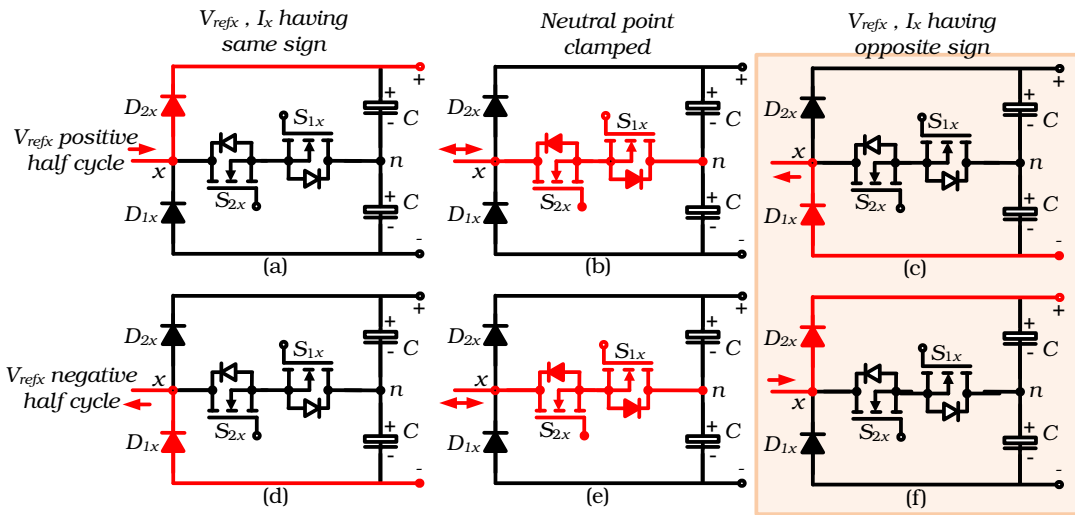 V_refx , I_x having
same sign
Neutral point
clamped
V_refx , I_x having
opposite sign
V_refx positive
half cycle
D_2x
x
D_1x
S_1x
S_2x
+
C
-
n
+
C
-
+
-
(a)
D_2x
x
D_1x
S_1x
S_2x
+
C
-
n
+
C
-
+
-
(b)
D_2x
x
D_1x
S_1x
S_2x
+
C
-
n
+
C
-
+
-
(c)
V_refx negative
half cycle
D_2x
x
D_1x
S_1x
S_2x
+
C
-
n
+
C
-
+
-
(d)
D_2x
x
D_1x
S_1x
S_2x
+
C
-
n
+
C
-
+
-
(e)
D_2x
x
D_1x
S_1x
S_2x
+
C
-
n
+
C
-
+
-
(f)